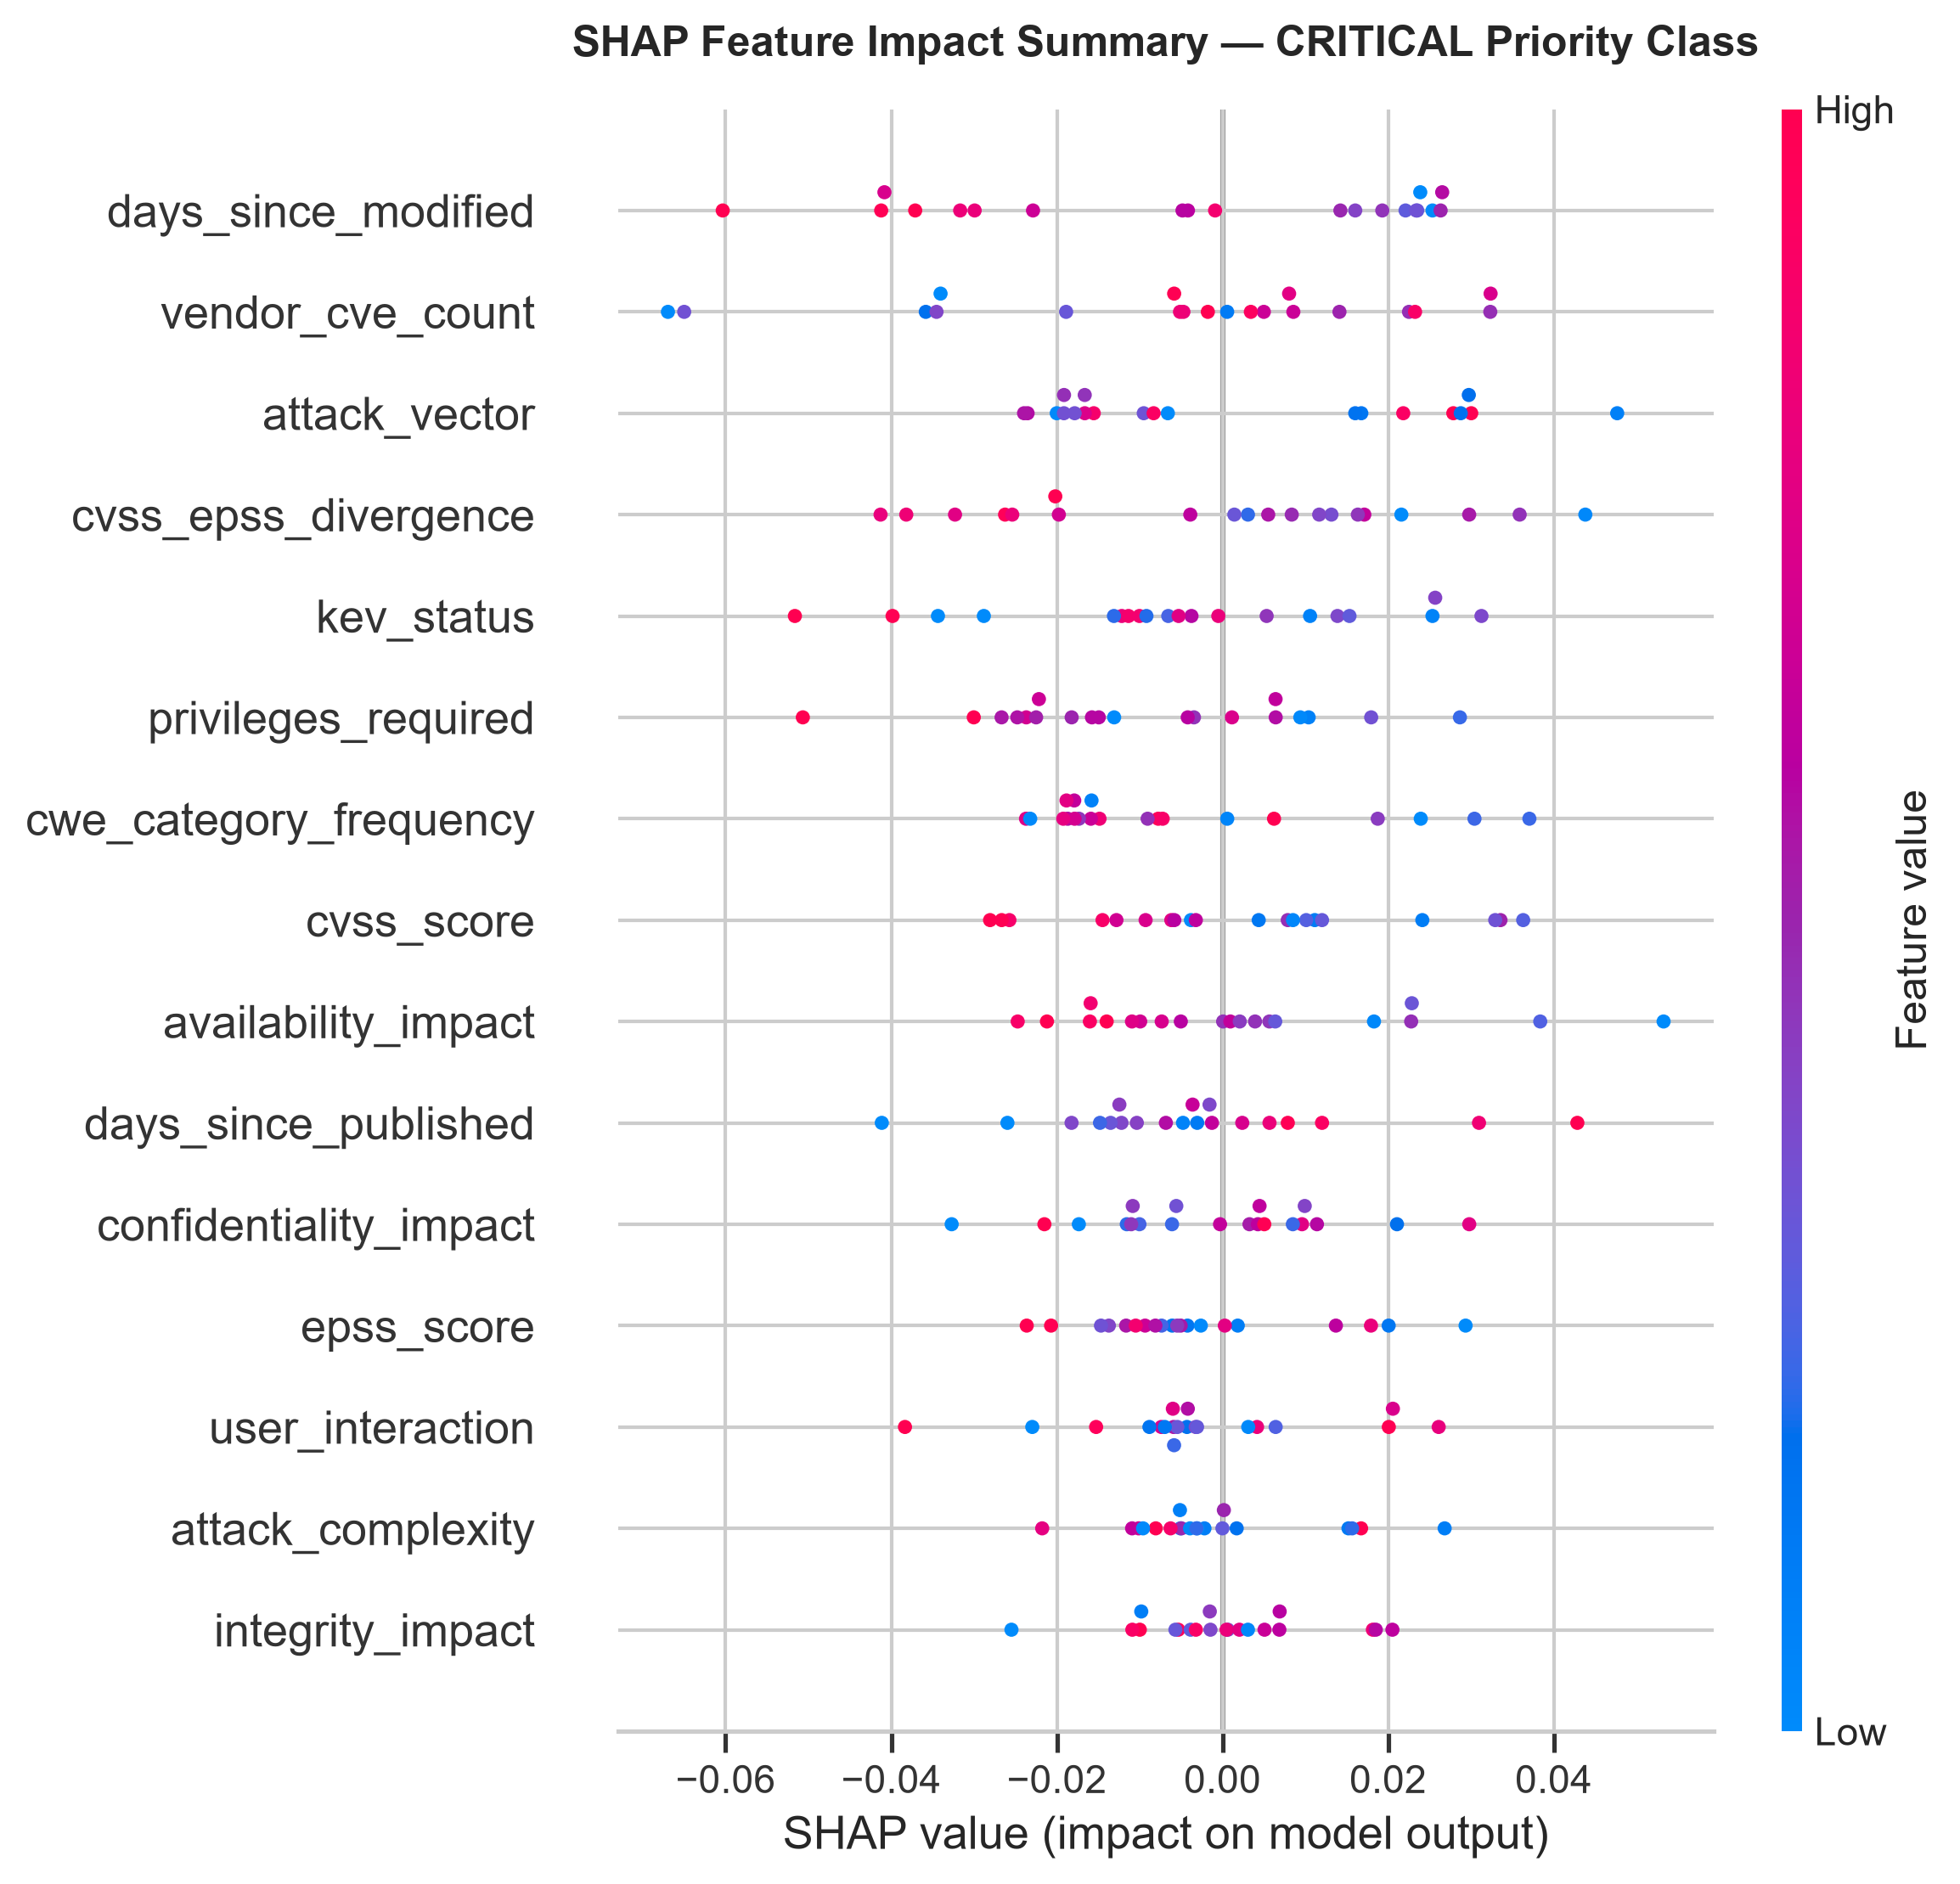 SHAP Feature Impact Summary — CRITICAL Priority Class
High
days_since_modified
vendor_cve_count
attack_vector
cvss_epss_divergence
kev_status
privileges_required
cwe_category_frequency
cvss_score
availability_impact
days_since_published
confidentiality_impact
epss_score
user_interaction
attack_complexity
integrity_impact
Feature value
Low
−0.06 −0.04 −0.02 0.00 0.02 0.04
SHAP value (impact on model output)